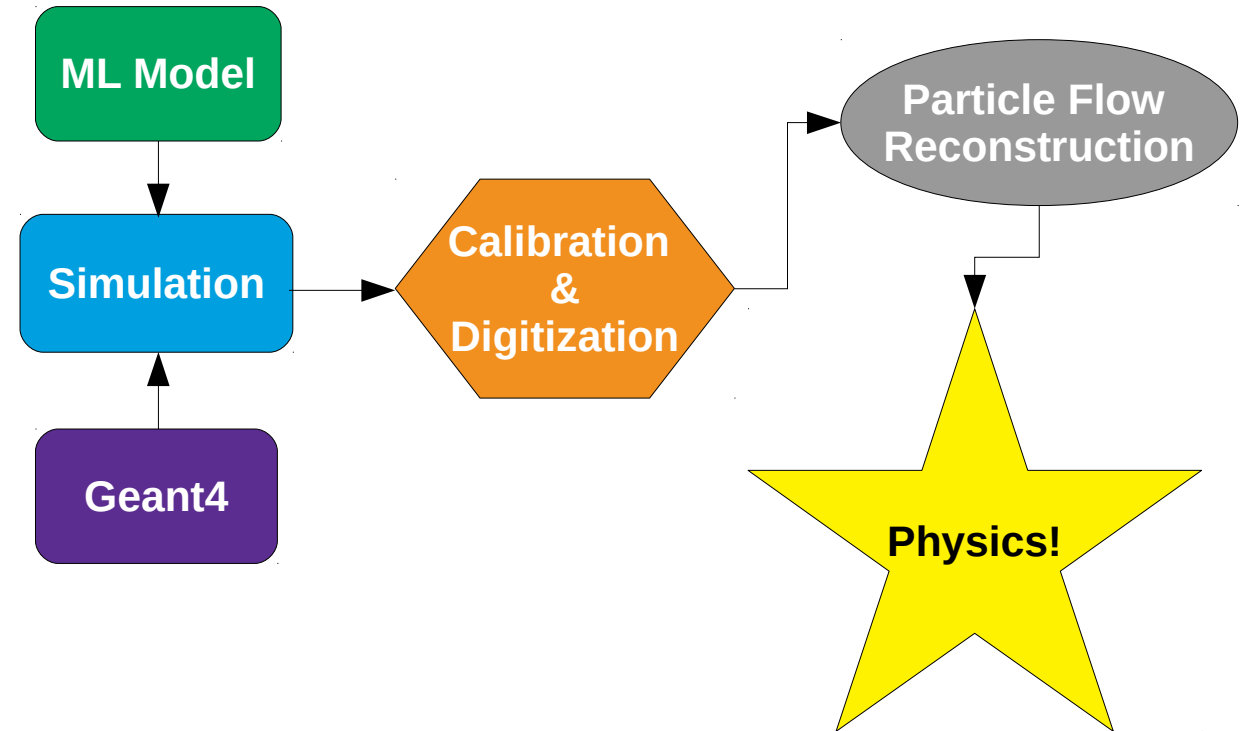 ML Model
Simulation
Geant4
Calibration
&
Digitization
Particle Flow
Reconstruction
Physics!